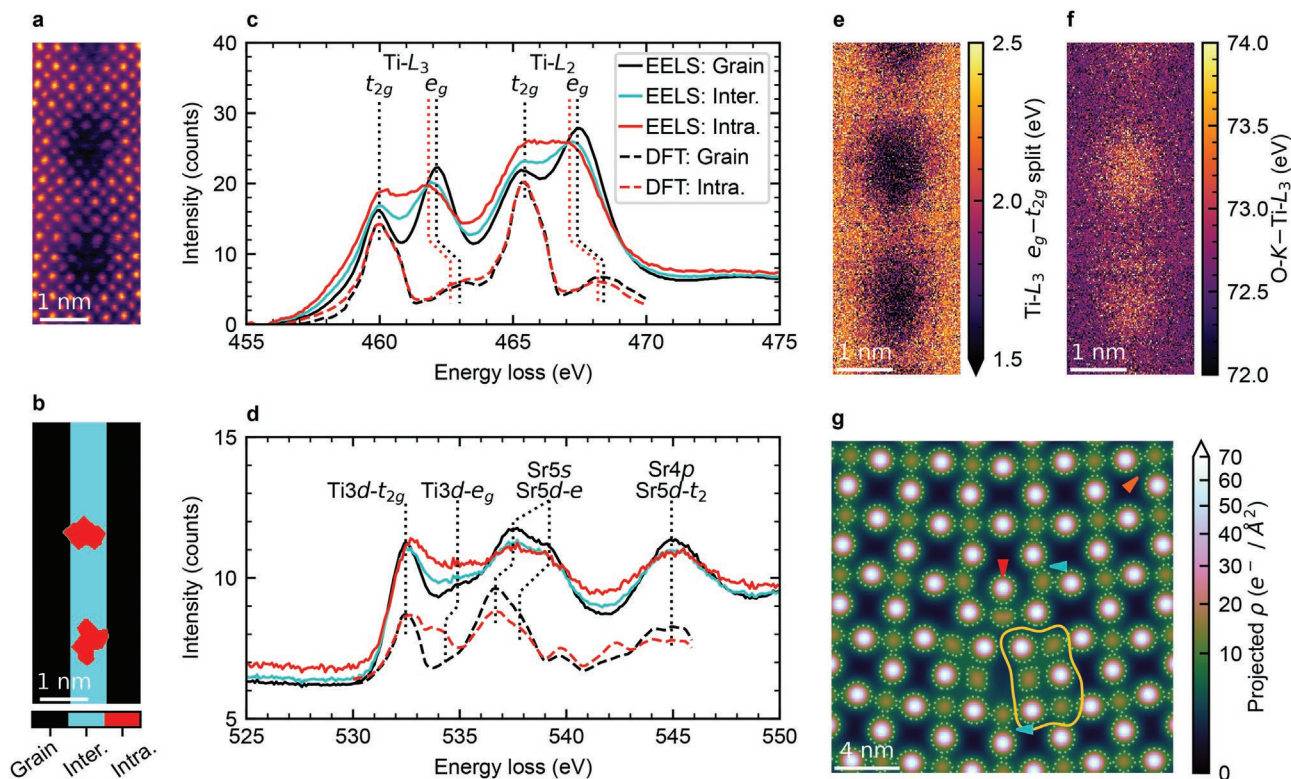 a
1 nm
b
1 nm
Grain
Inter.
Intra.
c
Intensity (counts)
40
30
20
10
0
Ti-L3
Ti-L2
t2g
eg
t2g
eg
EELS: Grain
EELS: Inter.
EELS: Intra.
DFT: Grain
DFT: Intra.
455
460
465
470
475
Energy loss (eV)
d
Intensity (counts)
15
10
5
Ti3d-t2g
Ti3d-eg
Sr5s
Sr5d-e
Sr4p
Sr5d-t2
525
530
535
540
545
550
Energy loss (eV)
e
1 nm
2.5
2.0
1.5
Ti-L3 eg−t2g split (eV)
f
1 nm
74.0
73.5
73.0
72.5
72.0
O-K−Ti-L3 (eV)
g
4 nm
70
60
50
40
30
20
10
0
Projected ρ (e− / Å2)